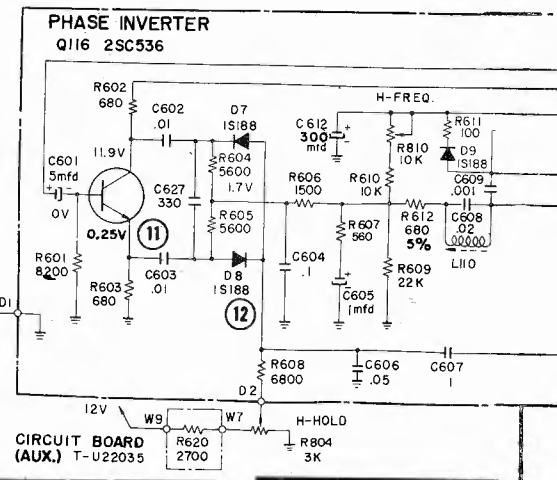 PHASE INVERTER
Q116 2SC536
R602
680
C602
.01
D7
1S188
C612
300
mfd
H-FREQ.
R810
10K
R611
100
D9
1S188
C601
5mfd
11.9V
R604
5600
1.7V
C627
330
R606
1500
R610
10K
C609
.001
0V
0.25V
11
R605
5600
R607
560
R612
680
5%
C608
.02
L110
R601
8200
C603
.01
D8
1S188
C604
.1
R609
22K
R603
680
12
C605
1mfd
D1
R608
6800
C606
.05
C607
1
D2
12V
W9
W7
H-HOLD
R620
2700
R804
3K
CIRCUIT BOARD
(AUX.) T-U22035